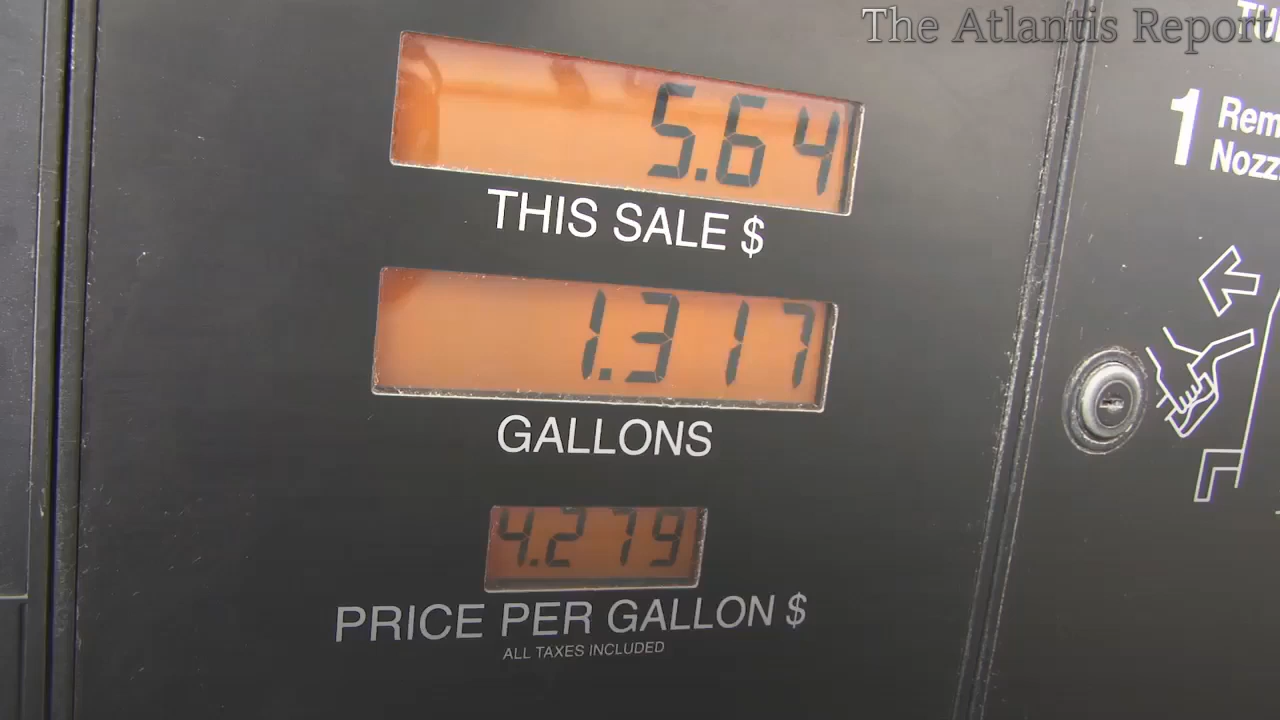 The Atlantis Report
5.64
THIS SALE $
1.317
GALLONS
4.279
PRICE PER GALLON $
ALL TAXES INCLUDED
1
Rem
Nozz